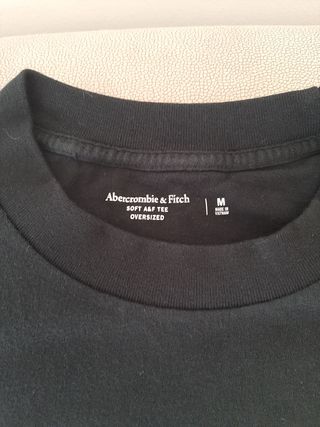 Abercrombie & Fitch
SOFT A&F TEE
OVERSIZED
M
MADE IN
VIETNAM